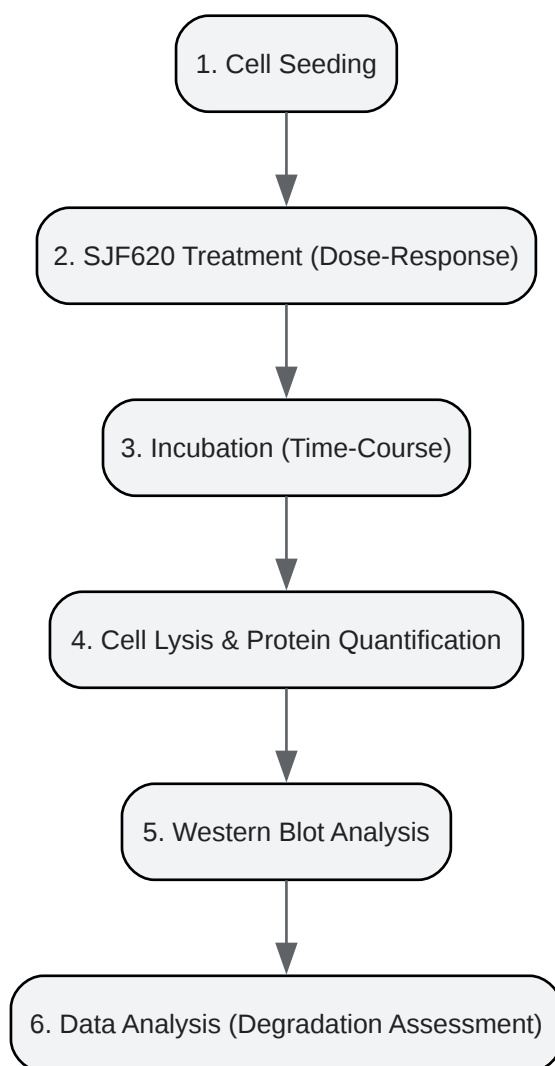 1. Cell Seeding
2. SJF620 Treatment (Dose-Response)
3. Incubation (Time-Course)
4. Cell Lysis & Protein Quantification
5. Western Blot Analysis
6. Data Analysis (Degradation Assessment)